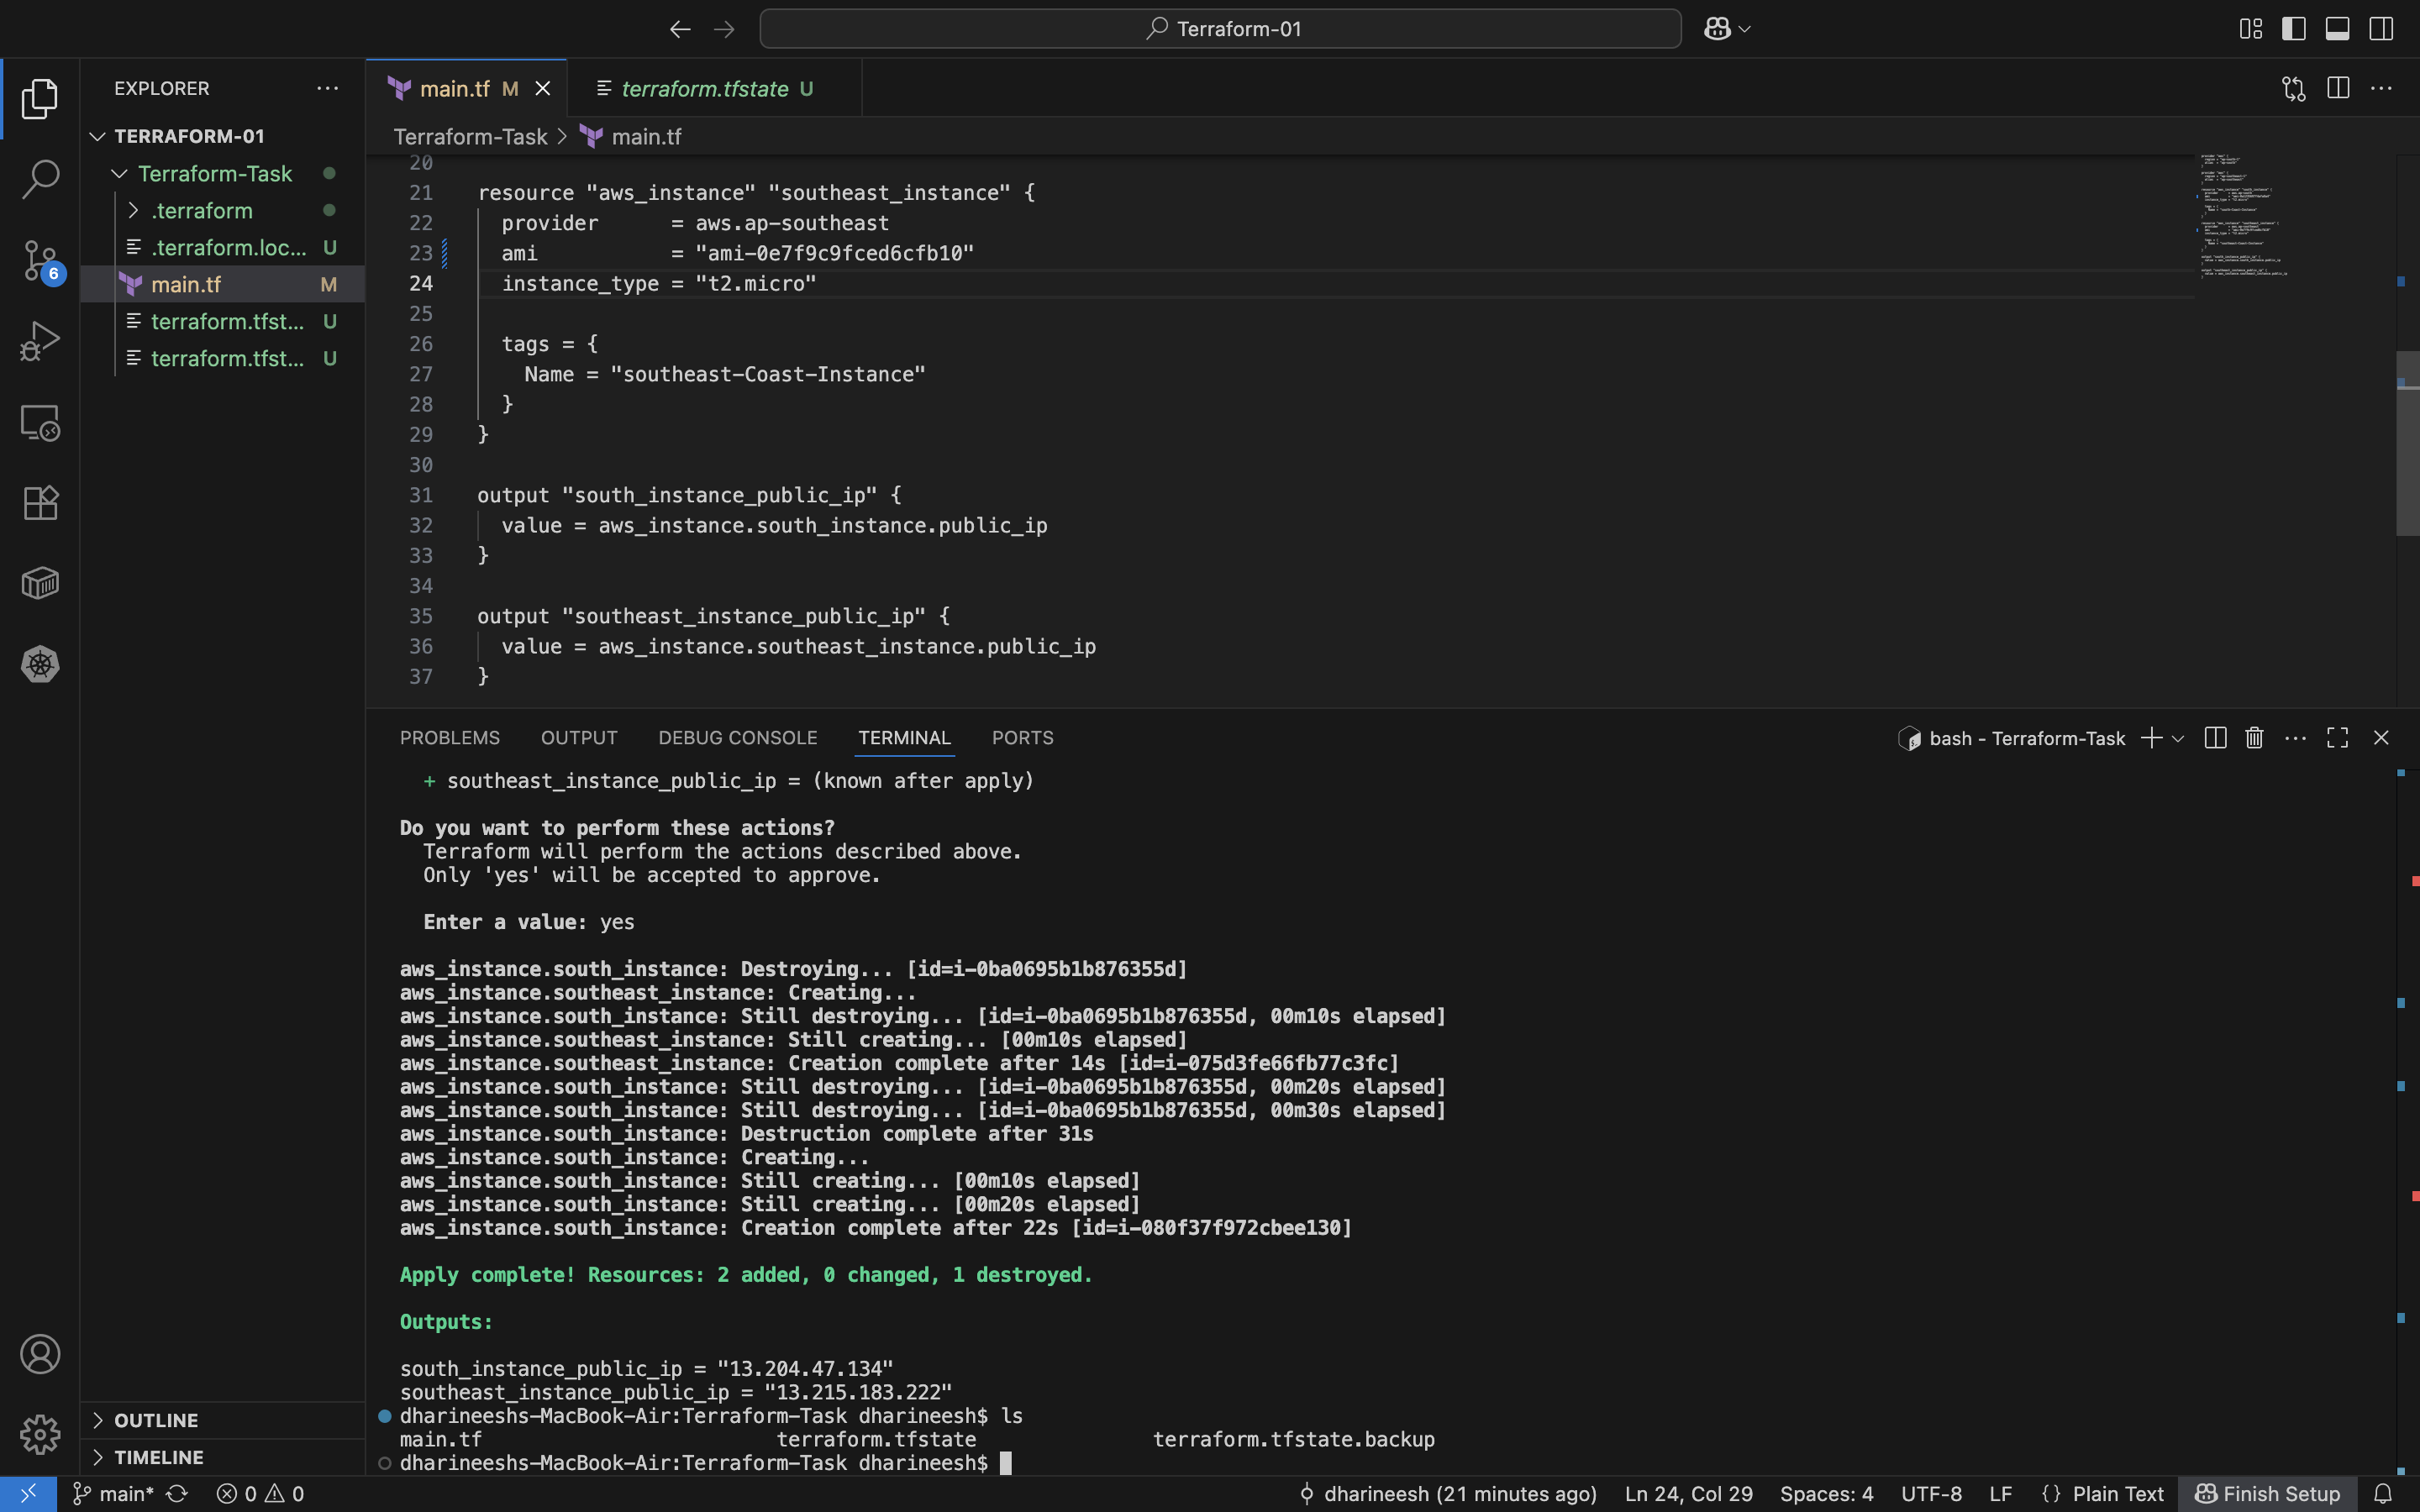 Terraform-01
EXPLORER
TERRAFORM-01
Terraform-Task
.terraform
.terraform.loc... U
main.tf M
terraform.tfst... U
terraform.tfst... U
6
OUTLINE
TIMELINE
main.tf M
terraform.tfstate U
Terraform-Task > main.tf
20
21 resource "aws_instance" "southeast_instance" {
22 provider = aws.ap-southeast
23 ami = "ami-0e7f9c9fced6cfb10"
24 instance_type = "t2.micro"
25
26 tags = {
27 Name = "southeast-Coast-Instance"
28 }
29 }
30
31 output "south_instance_public_ip" {
32 value = aws_instance.south_instance.public_ip
33 }
34
35 output "southeast_instance_public_ip" {
36 value = aws_instance.southeast_instance.public_ip
37 }
PROBLEMS OUTPUT DEBUG CONSOLE TERMINAL PORTS
bash - Terraform-Task
+ southeast_instance_public_ip = (known after apply)
Do you want to perform these actions?
Terraform will perform the actions described above.
Only 'yes' will be accepted to approve.
Enter a value: yes
aws_instance.south_instance: Destroying... [id=i-0ba0695b1b876355d]
aws_instance.southeast_instance: Creating...
aws_instance.south_instance: Still destroying... [id=i-0ba0695b1b876355d, 00m10s elapsed]
aws_instance.southeast_instance: Still creating... [00m10s elapsed]
aws_instance.southeast_instance: Creation complete after 14s [id=i-075d3fe66fb77c3fc]
aws_instance.south_instance: Still destroying... [id=i-0ba0695b1b876355d, 00m20s elapsed]
aws_instance.south_instance: Still destroying... [id=i-0ba0695b1b876355d, 00m30s elapsed]
aws_instance.south_instance: Destruction complete after 31s
aws_instance.south_instance: Creating...
aws_instance.south_instance: Still creating... [00m10s elapsed]
aws_instance.south_instance: Still creating... [00m20s elapsed]
aws_instance.south_instance: Creation complete after 22s [id=i-080f37f972cbee130]
Apply complete! Resources: 2 added, 0 changed, 1 destroyed.
Outputs:
south_instance_public_ip = "13.204.47.134"
southeast_instance_public_ip = "13.215.183.222"
dharineeshs-MacBook-Air:Terraform-Task dharineesh$ ls
main.tf terraform.tfstate terraform.tfstate.backup
dharineeshs-MacBook-Air:Terraform-Task dharineesh$
main* 0 0 dharineesh (21 minutes ago) Ln 24, Col 29 Spaces: 4 UTF-8 LF {} Plain Text Finish Setup